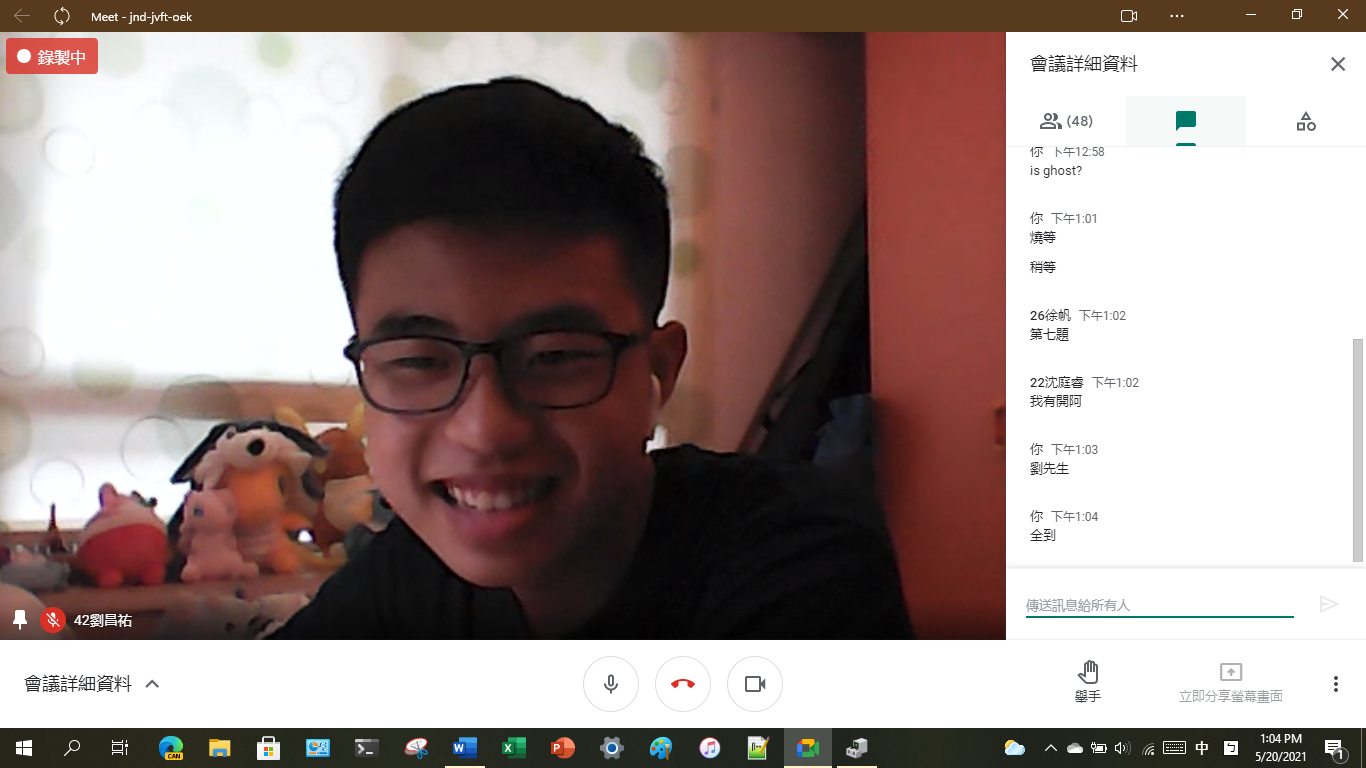 Meet - jnd-jvft-oek
錄製中
會議詳細資料
(48)
你 下午12:58
is ghost?
你 下午1:01
燒等
稍等
26徐帆 下午1:02
第七題
22沈庭睿 下午1:02
我有開阿
你 下午1:03
劉先生
你 下午1:04
全到
傳送訊息給所有人
42劉昌祐
會議詳細資料
舉手
立即分享螢幕畫面
CAN
中
1:04 PM
5/20/2021
1